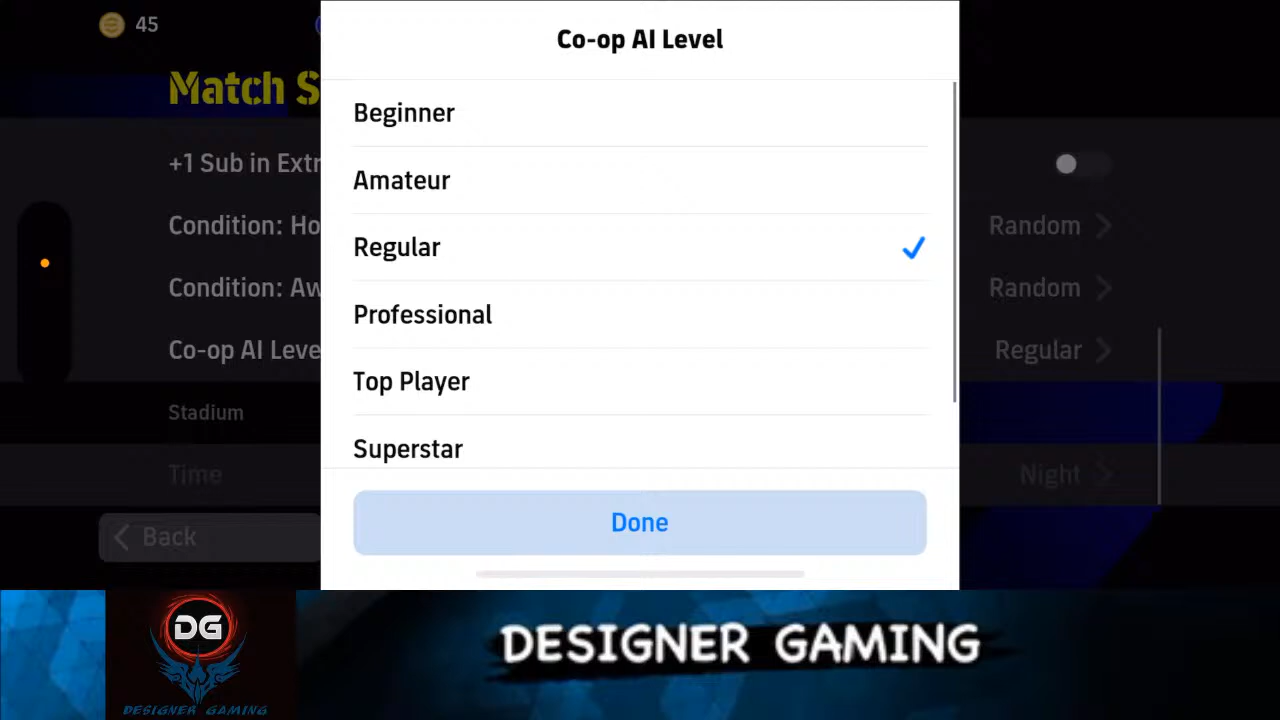 45
Co-op AI Level
Match S
Beginner
+1 Sub in Extr
Amateur
Condition: Ho
Random
Regular
Condition: Aw
Random
Professional
Co-op AI Leve
Regular
Top Player
Stadium
Superstar
Time
Night
Done
Back
DG
DESIGNER GAMING
DESIGNER GAMING